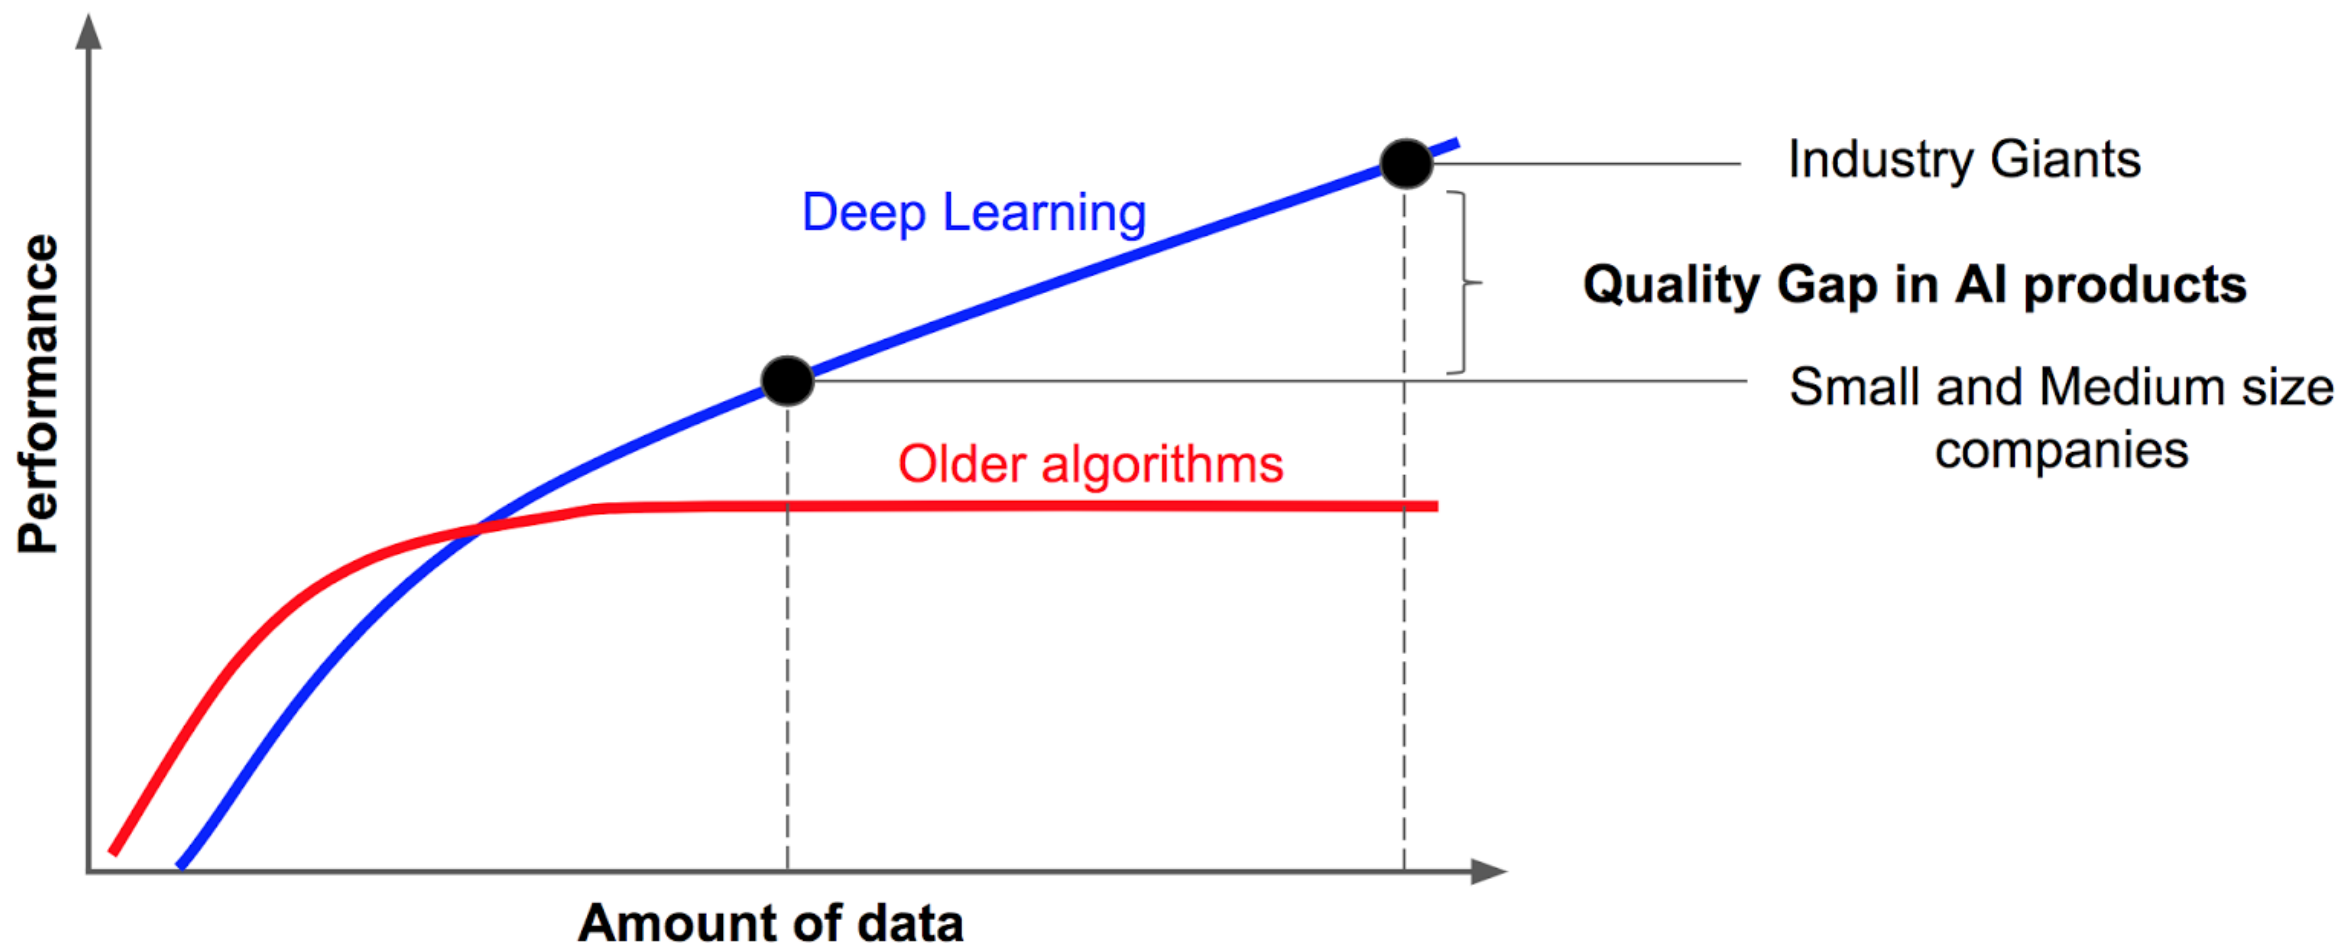 Industry Giants
Deep Learning
Quality Gap in AI products
Performance
Small and Medium size
companies
Older algorithms
Amount of data